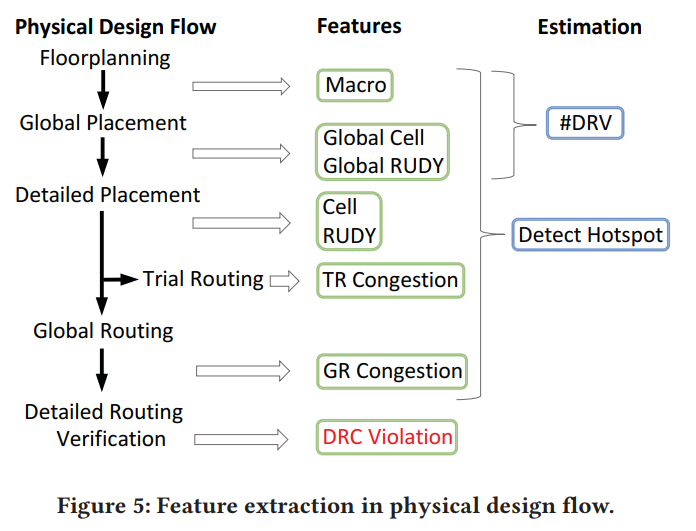 Physical Design Flow
Features
Estimation
Floorplanning
Macro
Global Placement
#DRV
Global Cell
Global RUDY
Detailed Placement
Cell
RUDY
Detect Hotspot
Trial Routing
TR Congestion
Global Routing
GR Congestion
Detailed Routing
Verification
DRC Violation
Figure 5: Feature extraction in physical design flow.